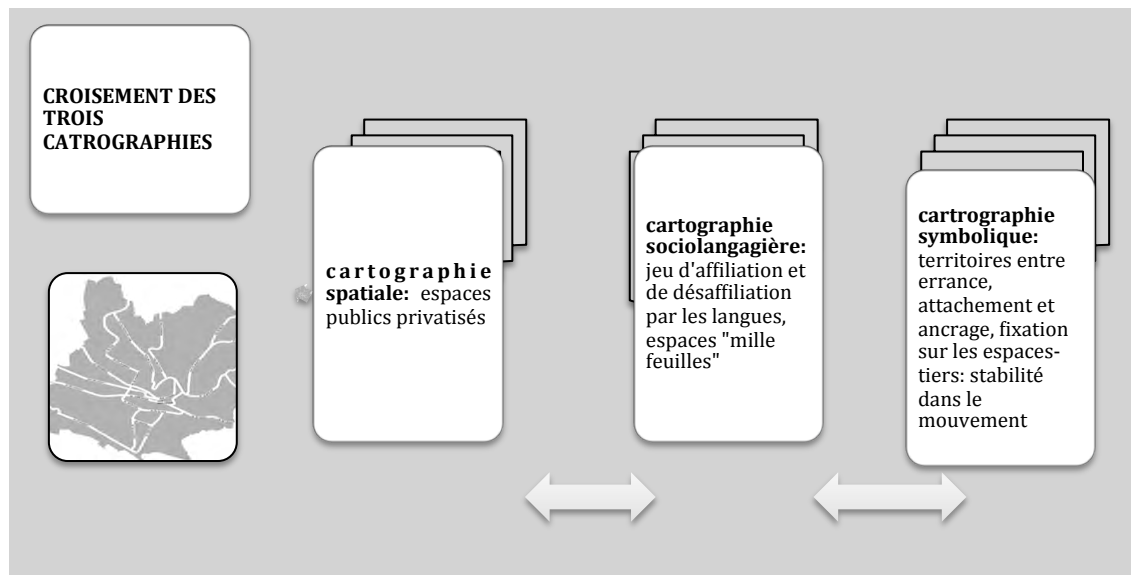 CROISEMENT DES
TROIS
CATROGRAPHIES
cartographie
spatiale: espaces
publics privatisés
cartographie
sociolangagière:
jeu d'affiliation et
de désaffiliation
par les langues,
espaces "mille
feuilles"
cartrographie
symbolique:
territoires entre
errance,
attachement et
ancrage, fixation
sur les espaces-
tiers: stabilité
dans le
mouvement